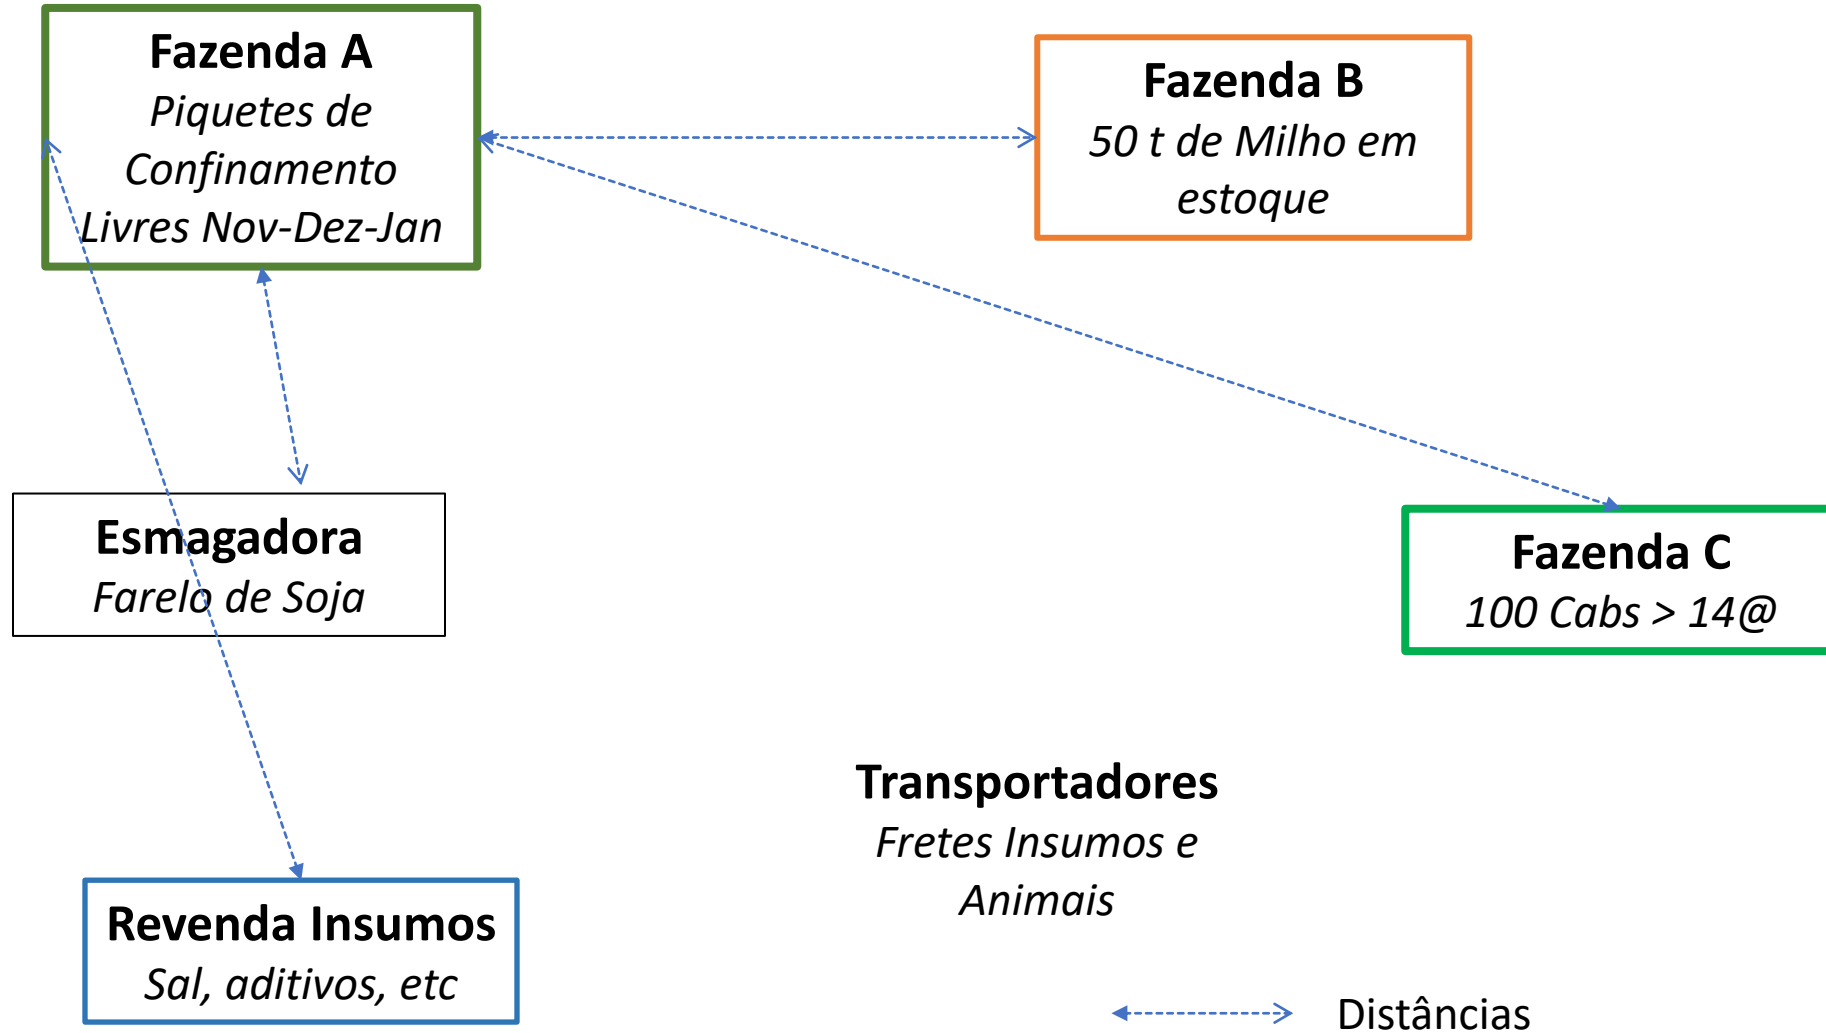 Fazenda A
Piquetes de
Confinamento
Livres Nov-Dez-Jan
Fazenda B
50 t de Milho em
estoque
Esmagadora
Farelo de Soja
Fazenda C
100 Cabs > 14@
Transportadores
Fretes Insumos e
Animais
Revenda Insumos
Sal, aditivos, etc
Distâncias